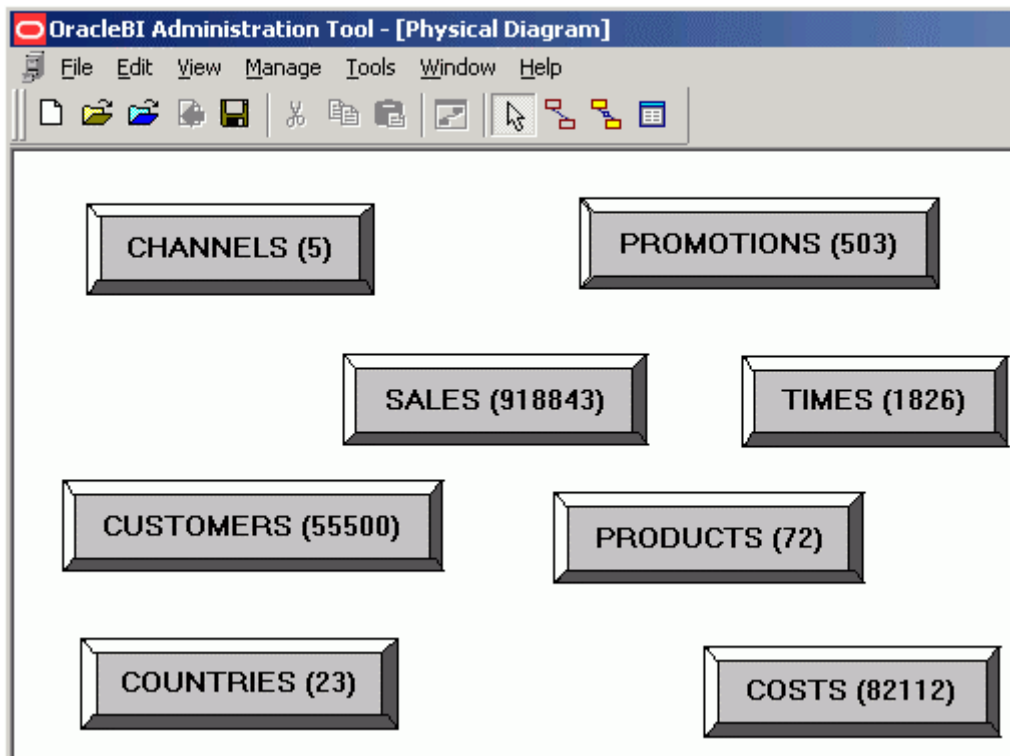 OracleBI Administration Tool - [Physical Diagram]
File Edit View Manage Tools Window Help
CHANNELS (5)
PROMOTIONS (503)
SALES (918843)
TIMES (1826)
CUSTOMERS (55500)
PRODUCTS (72)
COUNTRIES (23)
COSTS (82112)